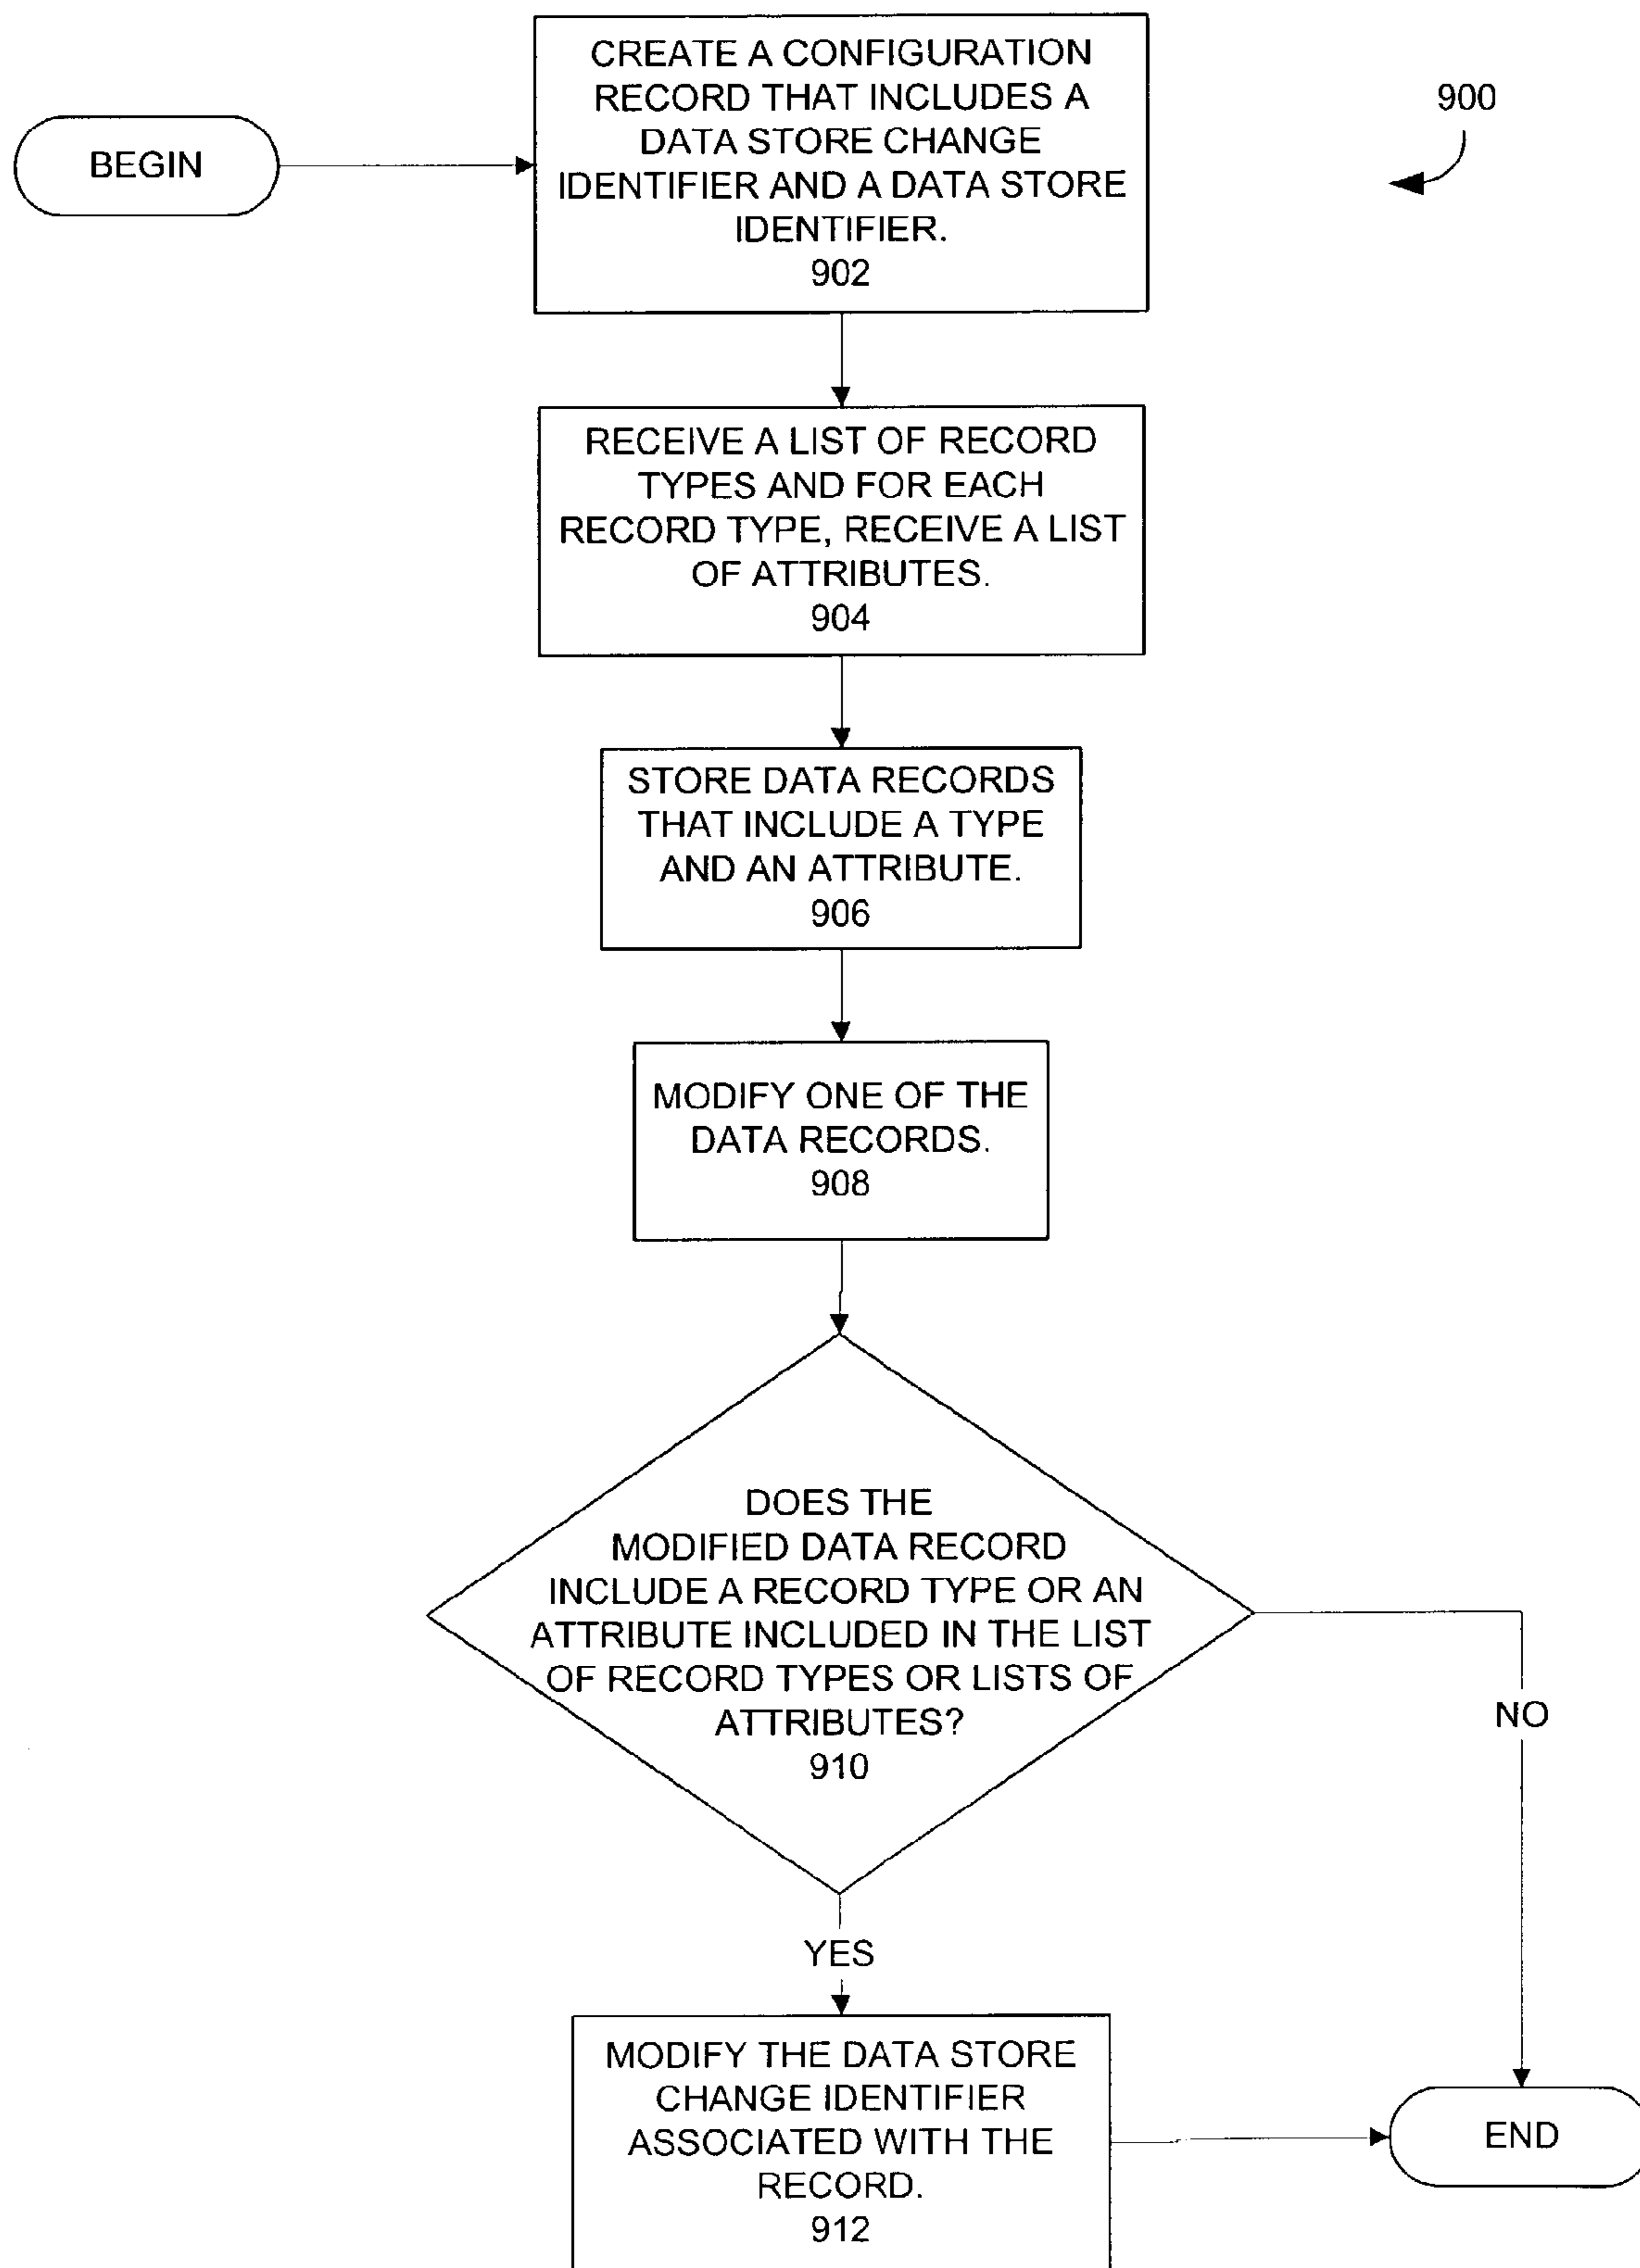 CREATE A CONFIGURATION
RECORD THAT INCLUDES A
DATA STORE CHANGE
IDENTIFIER AND A DATA STORE
IDENTIFIER.
902
900
BEGIN
RECEIVE A LIST OF RECORD
TYPES AND FOR EACH
RECORD TYPE, RECEIVE A LIST
OF ATTRIBUTES.
904
STORE DATA RECORDS
THAT INCLUDE A TYPE
AND AN ATTRIBUTE.
906
MODIFY ONE OF THE
DATA RECORDS.
908
DOES THE
MODIFIED DATA RECORD
INCLUDE A RECORD TYPE OR AN
ATTRIBUTE INCLUDED IN THE LIST
OF RECORD TYPES OR LISTS OF
ATTRIBUTES?
910
NO
YES
MODIFY THE DATA STORE
CHANGE IDENTIFIER
ASSOCIATED WITH THE
RECORD.
912
END